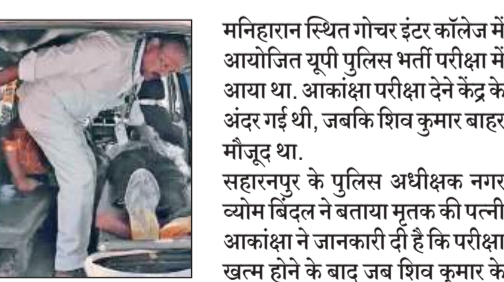 मनिहारान स्थित गोचर इंटर कॉलेज में
आयोजित यूपी पुलिस भर्ती परीक्षा में
आया था. आकांक्षा परीक्षा देने केंद्र के
अंदर गई थी, जबकि शिव कुमार बाहर
मौजूद था.
सहारनपुर के पुलिस अधीक्षक नगर
व्योम बिंदल ने बताया मृतक की पत्नी
आकांक्षा ने जानकारी दी है कि परीक्षा
खत्म होने के बाद जब शिव कुमार के